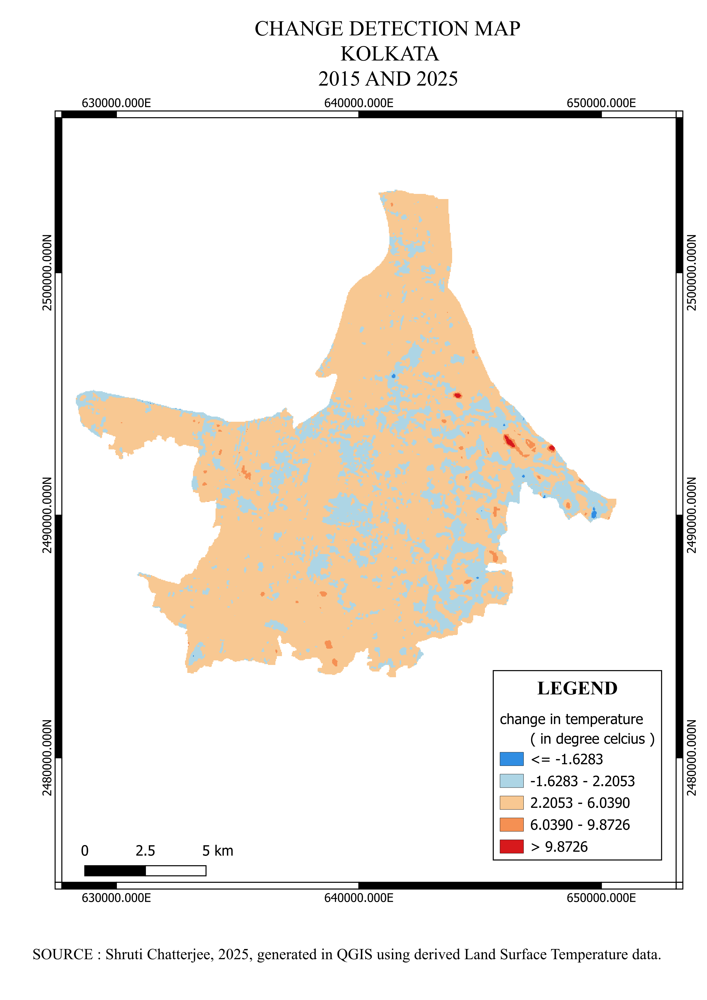 CHANGE DETECTION MAP
KOLKATA
2015 AND 2025
630000.000E 640000.000E 650000.000E
2500000.000N 2500000.000N
2490000.000N 2490000.000N
2480000.000N 2480000.000N
LEGEND
change in temperature
( in degree celcius )
<= -1.6283
-1.6283 - 2.2053
2.2053 - 6.0390
6.0390 - 9.8726
> 9.8726
0 2.5 5 km
630000.000E 640000.000E 650000.000E
SOURCE : Shruti Chatterjee, 2025, generated in QGIS using derived Land Surface Temperature data.